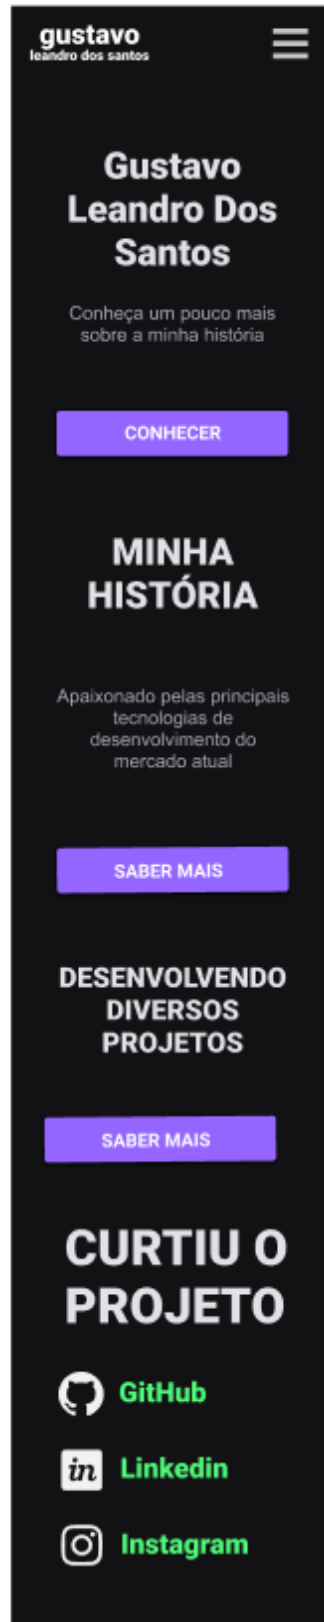 gustavo
leandro dos santos
Gustavo
Leandro Dos
Santos
Conheça um pouco mais
sobre a minha história
CONHECER
MINHA
HISTÓRIA
Apaixonado pelas principais
tecnologias de
desenvolvimento do
mercado atual
SABER MAIS
DESENVOLVENDO
DIVERSOS
PROJETOS
SABER MAIS
CURTIU O
PROJETO
GitHub
in Linkedin
Instagram